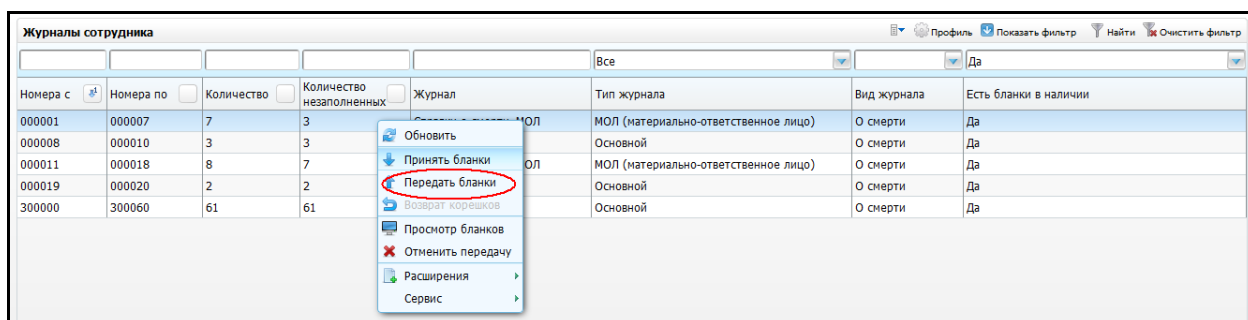 Журналы сотрудника Профиль Показать фильтр Найти Очистить фильтр
Все Да
Номера с Номера по Количество Количество незаполненных Журнал Тип журнала Вид журнала Есть бланки в наличии
000001 000007 7 3 МОЛ МОЛ (материально-ответственное лицо) О смерти Да
000008 000010 3 3 Основной О смерти Да
000011 000018 8 7 ОЛ МОЛ (материально-ответственное лицо) О смерти Да
000019 000020 2 2 Основной О смерти Да
300000 300060 61 61 Основной О смерти Да
Обновить
Принять бланки
Передать бланки
Возврат корешков
Просмотр бланков
Отменить передачу
Расширения
Сервис